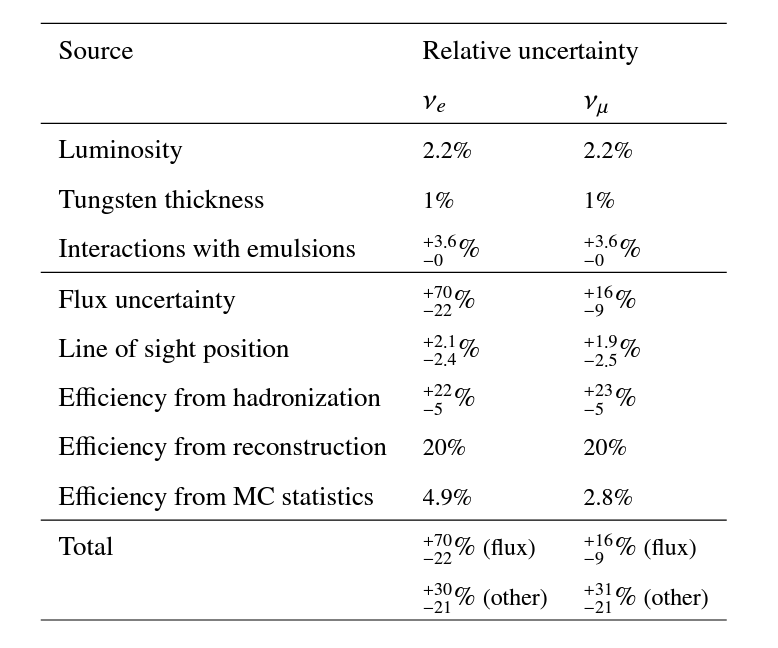 Source Relative uncertainty
νe νμ
Luminosity 2.2% 2.2%
Tungsten thickness 1% 1%
Interactions with emulsions +3.6 −0 % +3.6 −0 %
Flux uncertainty +70 −22 % +16 −9 %
Line of sight position +2.1 −2.4 % +1.9 −2.5 %
Efficiency from hadronization +22 −5 % +23 −5 %
Efficiency from reconstruction 20% 20%
Efficiency from MC statistics 4.9% 2.8%
Total +70 −22 % (flux) +16 −9 % (flux)
+30 −21 % (other) +31 −21 % (other)